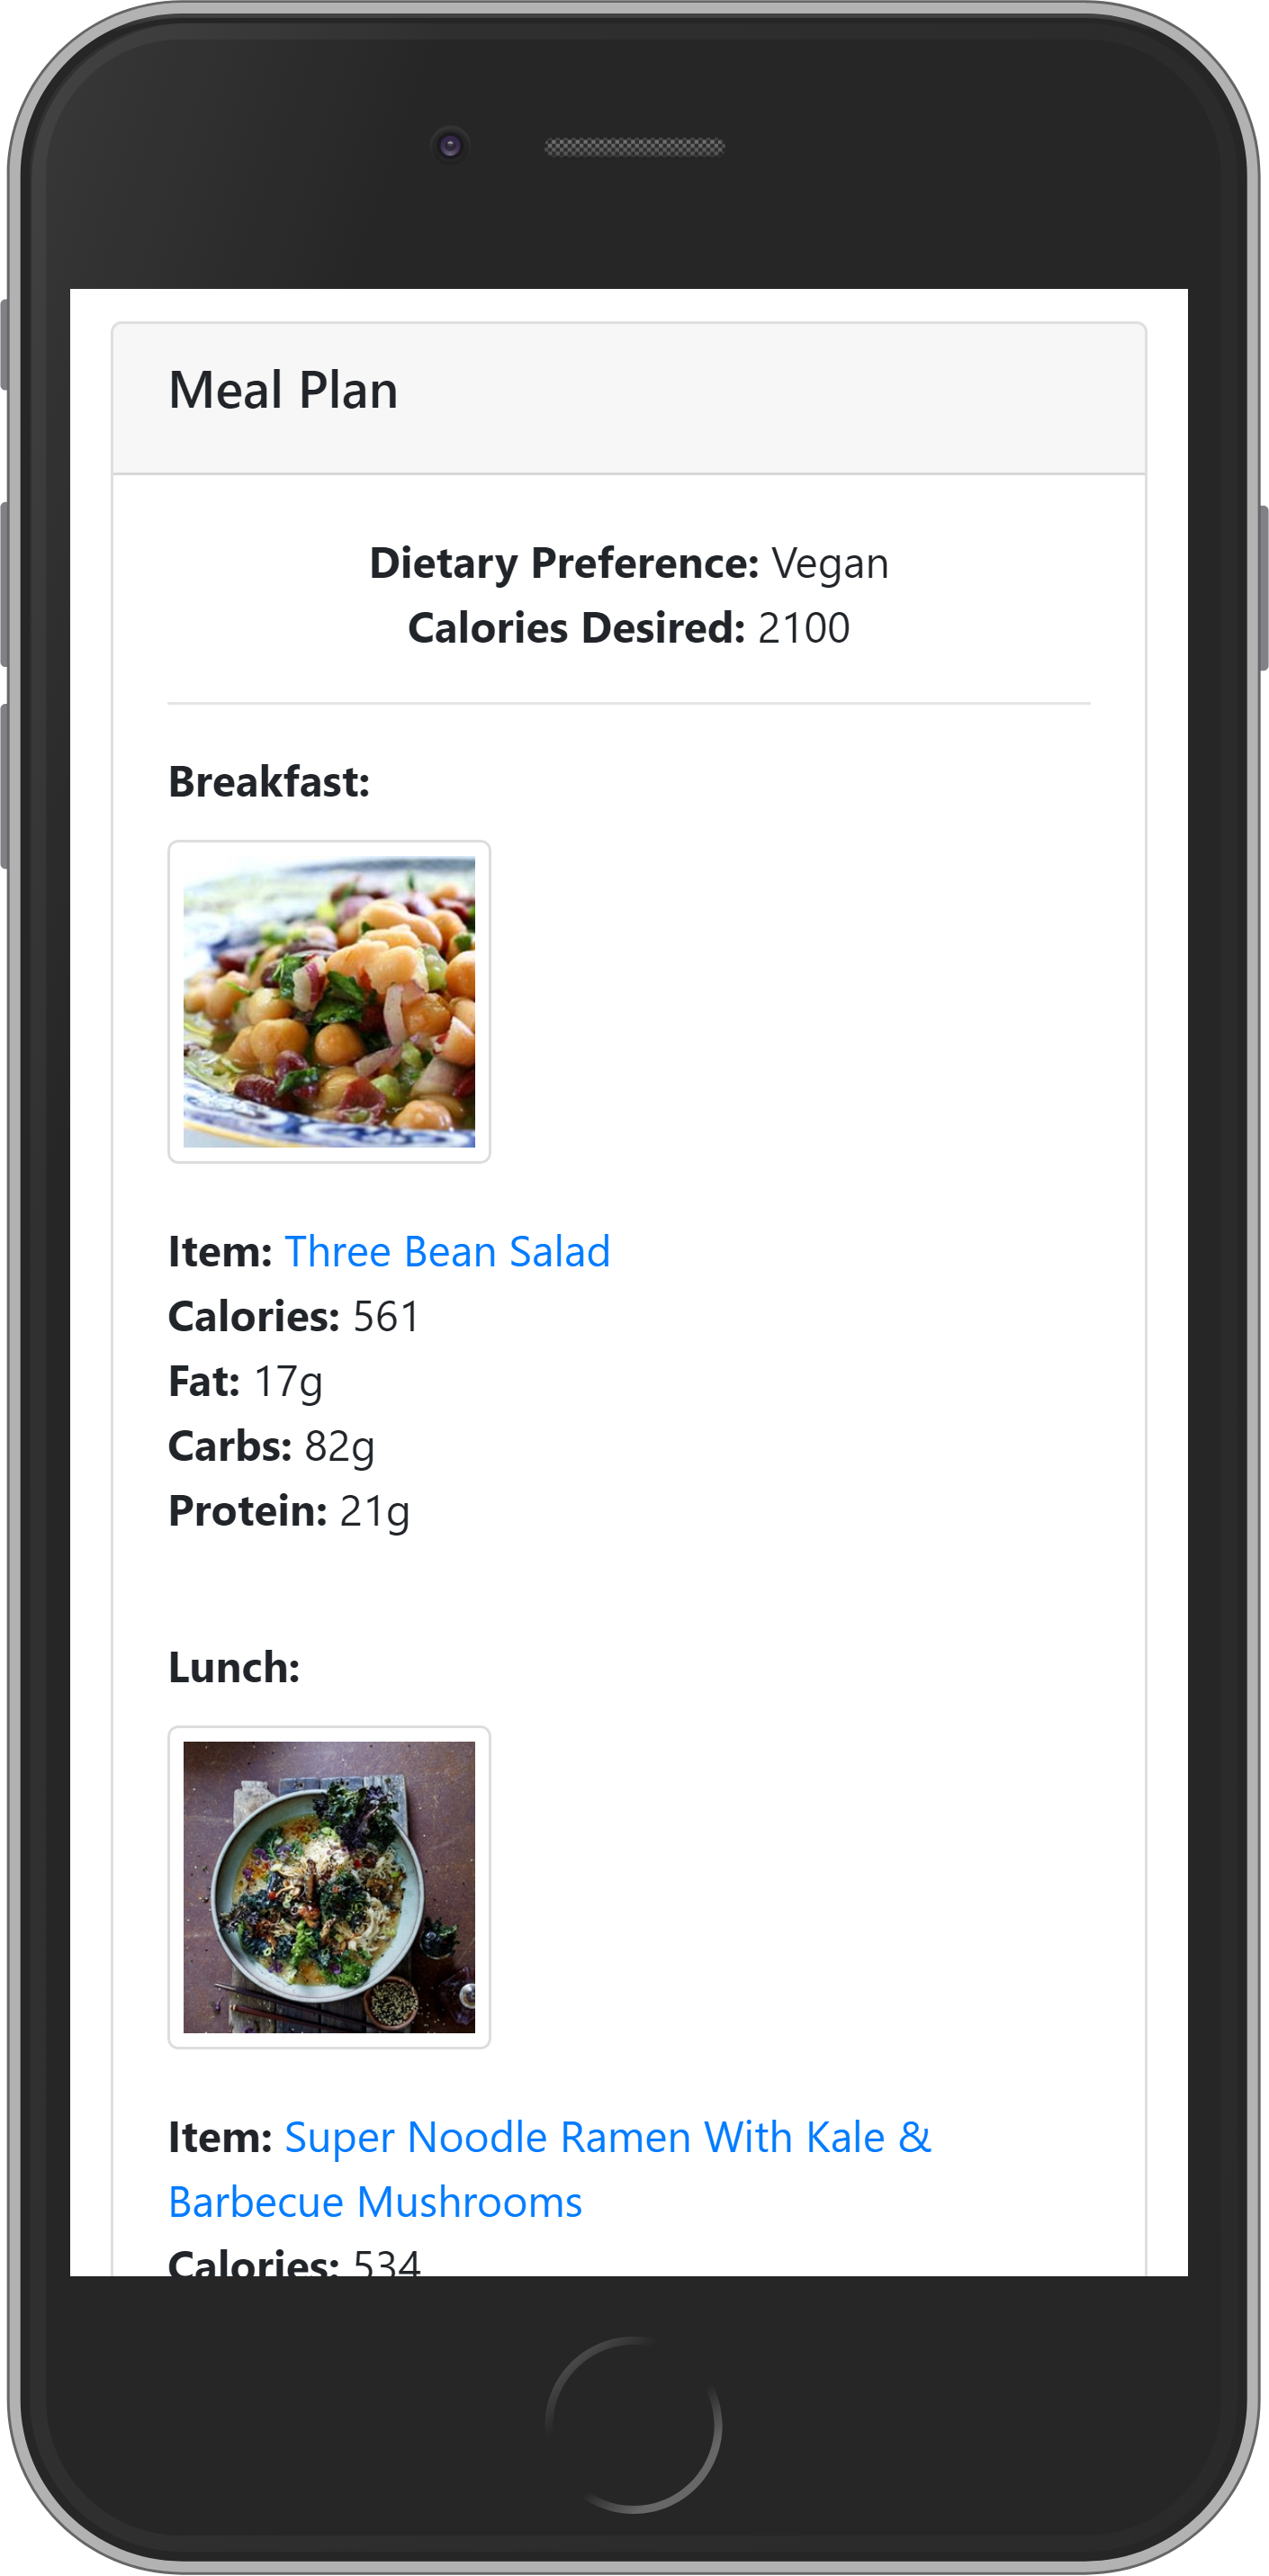 Meal Plan
Dietary Preference: Vegan
Calories Desired: 2100
Breakfast:
Item: Three Bean Salad
Calories: 561
Fat: 17g
Carbs: 82g
Protein: 21g
Lunch:
Item: Super Noodle Ramen With Kale &
Barbecue Mushrooms
Calories: 534